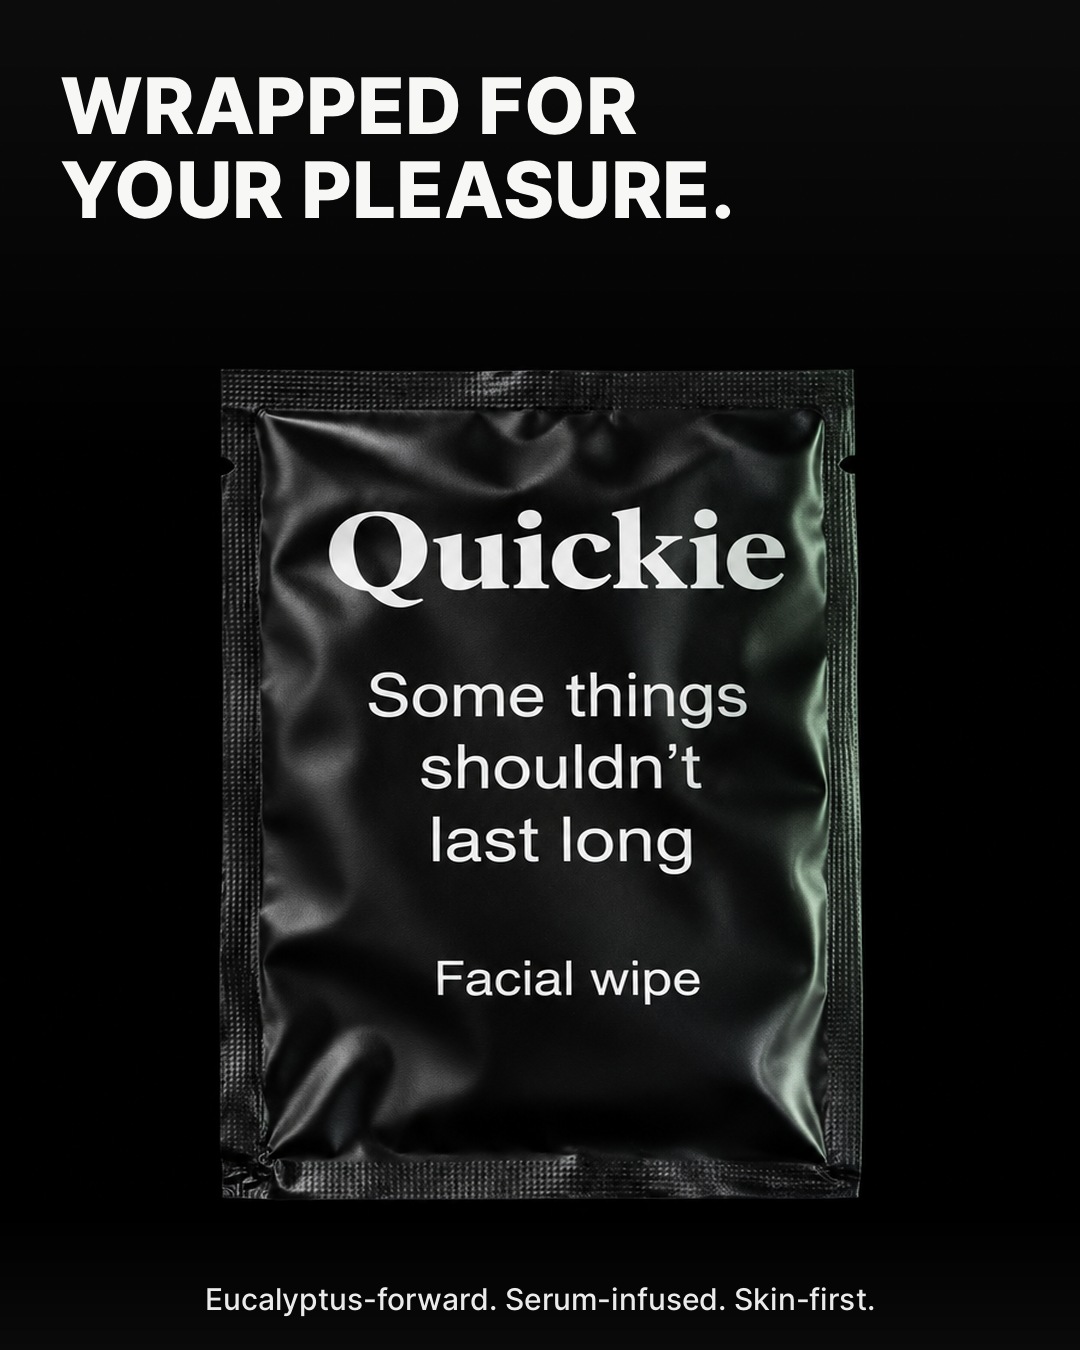 WRAPPED FOR
YOUR PLEASURE.
Quickie
Some things
shouldn’t
last long
Facial wipe
Eucalyptus-forward. Serum-infused. Skin-first.